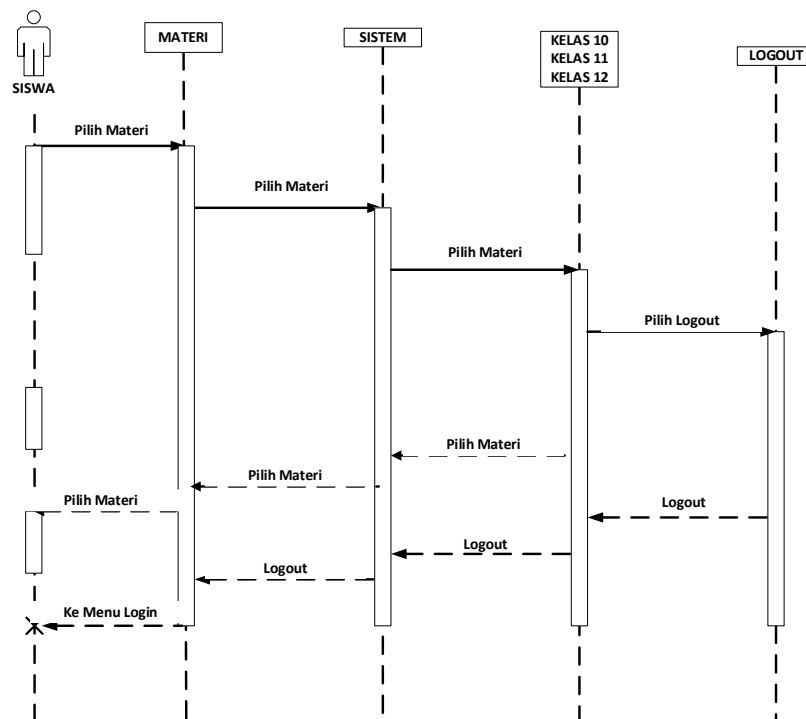 SISWA
MATERI
SISTEM
KELAS 10
KELAS 11
KELAS 12
LOGOUT
Pilih Materi
Pilih Materi
Pilih Materi
Pilih Logout
Pilih Materi
Pilih Materi
Pilih Materi
Logout
Logout
Logout
Ke Menu Login